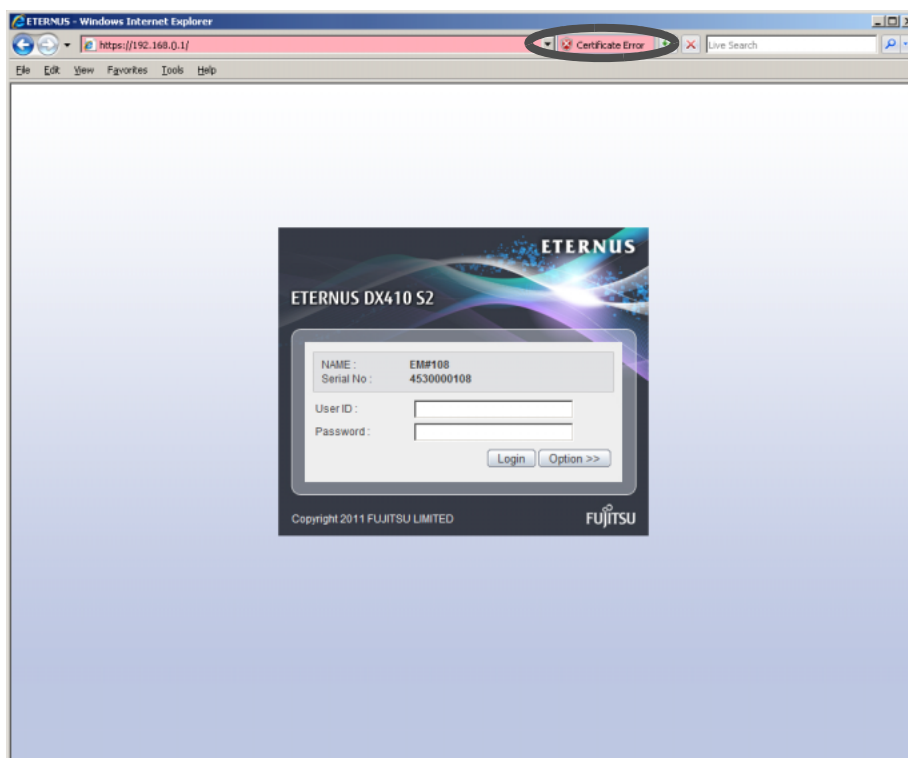 ETERNUS - Windows Internet Explorer
https://192.168.0.1/
Certificate Error
Live Search
File Edit View Favorites Tools Help
ETERNUS
ETERNUS DX410 S2
NAME : EM#108
Serial No : 4530000108
User ID :
Password :
Login Option >>
Copyright 2011 FUJITSU LIMITED
FUJITSU